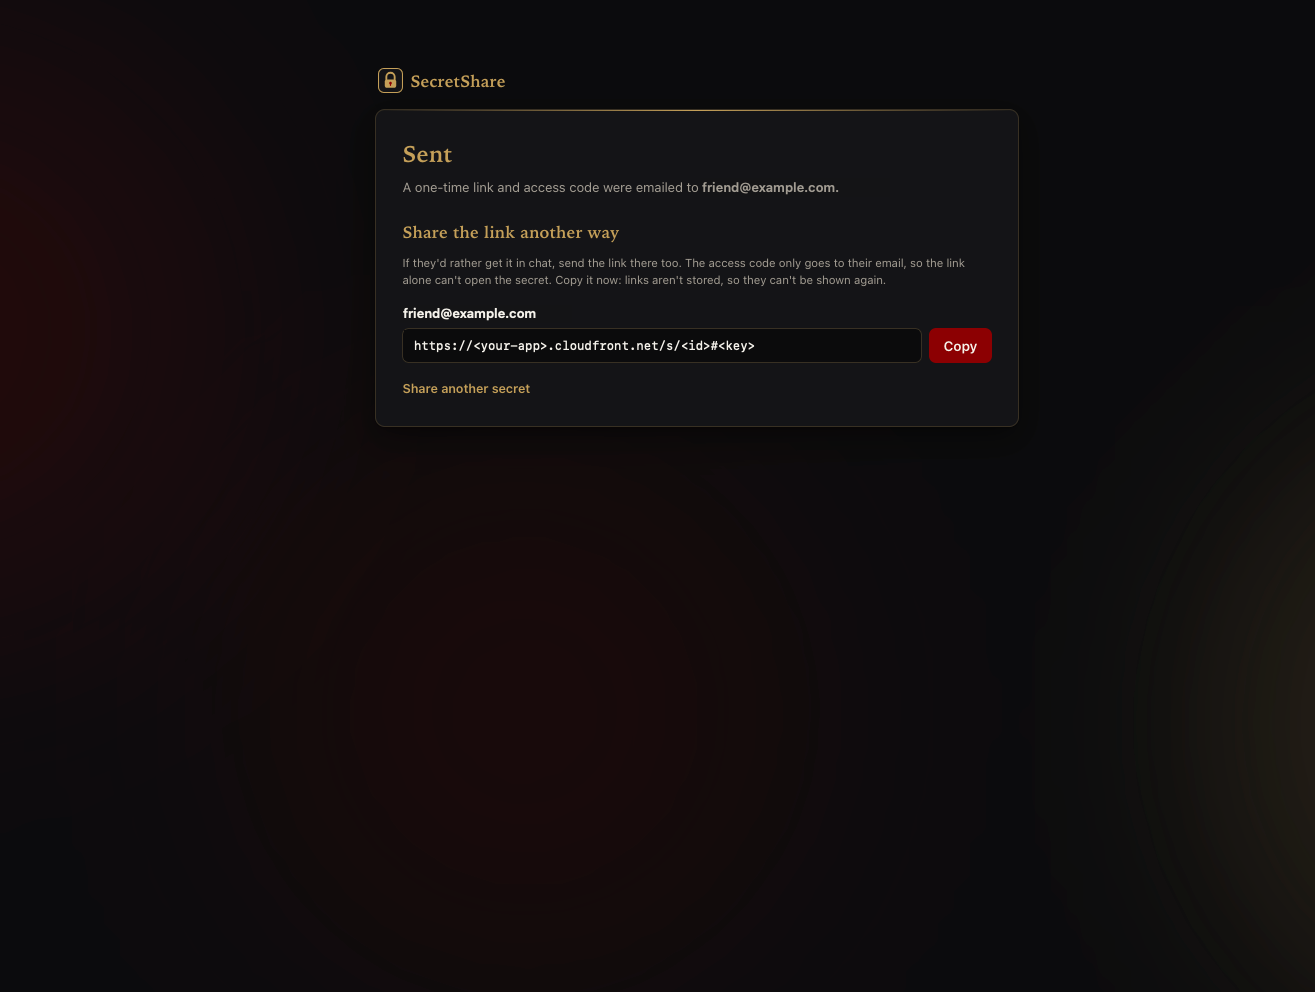 SecretShare
Sent
A one-time link and access code were emailed to friend@example.com.
Share the link another way
If they'd rather get it in chat, send the link there too. The access code only goes to their email, so the link
alone can't open the secret. Copy it now: links aren't stored, so they can't be shown again.
friend@example.com
https://<your-app>.cloudfront.net/s/<id>#<key>
Copy
Share another secret